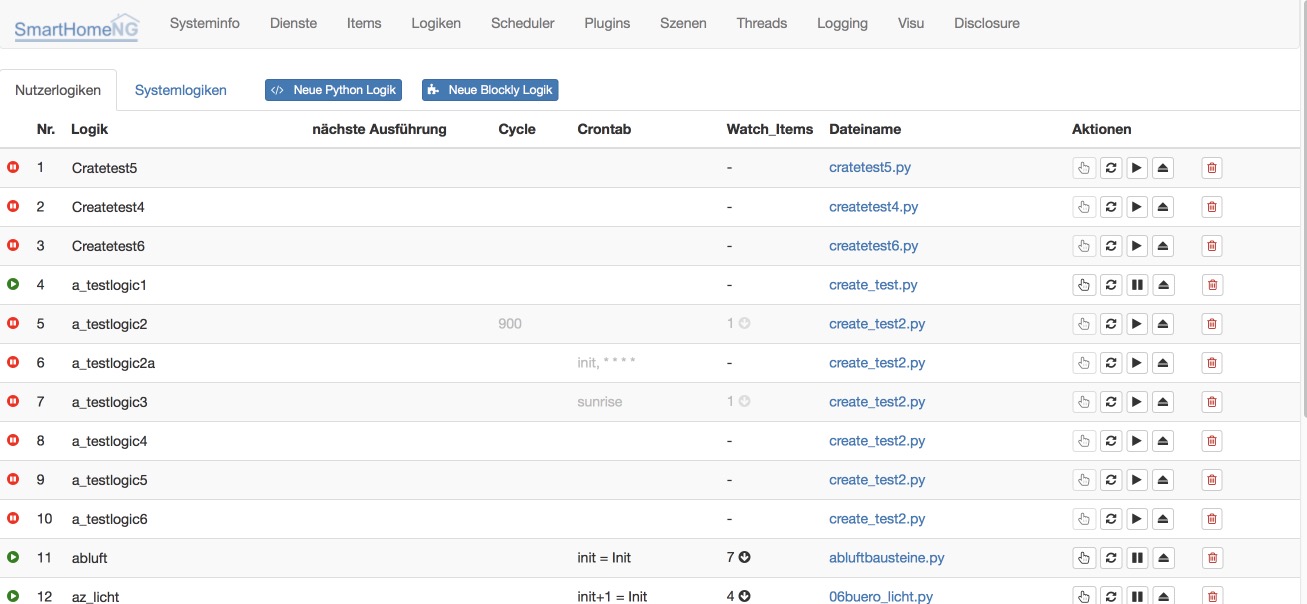 SmartHomeNG Systeminfo Dienste Items Logiken Scheduler Plugins Szenen Threads Logging Visu Disclosure
Nutzerlogiken Systemlogiken </> Neue Python Logik Neue Blockly Logik
Nr. Logik nächste Ausführung Cycle Crontab Watch_Items Dateiname Aktionen
1 Cratetest5 - cratetest5.py
2 Createtest4 - createtest4.py
3 Createtest6 - createtest6.py
4 a_testlogic1 - create_test.py
5 a_testlogic2 900 1 create_test2.py
6 a_testlogic2a init, * * * * - create_test2.py
7 a_testlogic3 sunrise 1 create_test2.py
8 a_testlogic4 - create_test2.py
9 a_testlogic5 - create_test2.py
10 a_testlogic6 - create_test2.py
11 abluft init = Init 7 abluftbausteine.py
12 az_licht init+1 = Init 4 06buero_licht.py